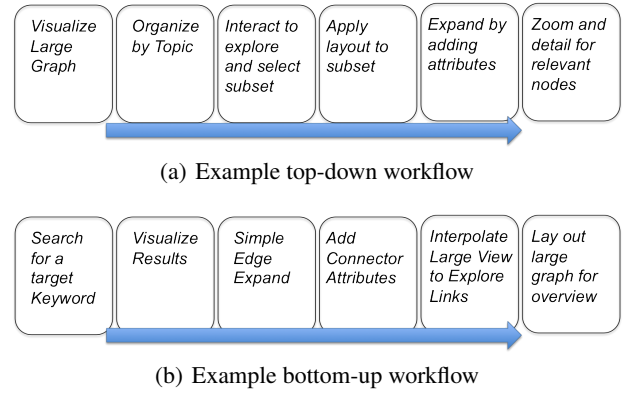 Visualize
Large
Graph
Organize
by Topic
Interact to
explore
and select
subset
Apply
layout to
subset
Expand by
adding
attributes
Zoom and
detail for
relevant
nodes
(a) Example top-down workflow
Search
for a
target
Keyword
Visualize
Results
Simple
Edge
Expand
Add
Connector
Attributes
Interpolate
Large View
to Explore
Links
Lay out
large
graph for
overview
(b) Example bottom-up workflow